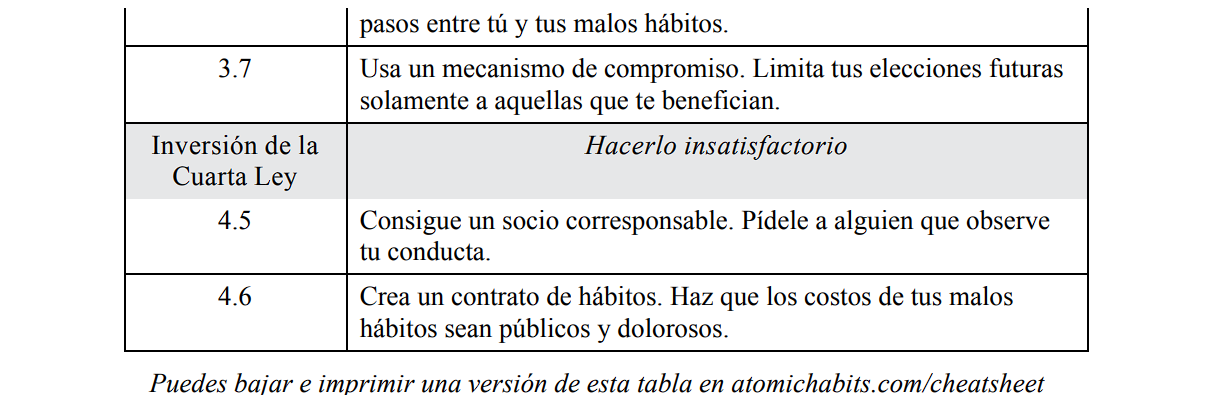 pasos entre tú y tus malos hábitos.
3.7 Usa un mecanismo de compromiso. Limita tus elecciones futuras
solamente a aquellas que te benefician.
Inversión de la Hacerlo insatisfactorio
Cuarta Ley
4.5 Consigue un socio corresponsable. Pídele a alguien que observe
tu conducta.
4.6 Crea un contrato de hábitos. Haz que los costos de tus malos
hábitos sean públicos y dolorosos.
Puedes bajar e imprimir una versión de esta tabla en atomichabits.com/cheatsheet